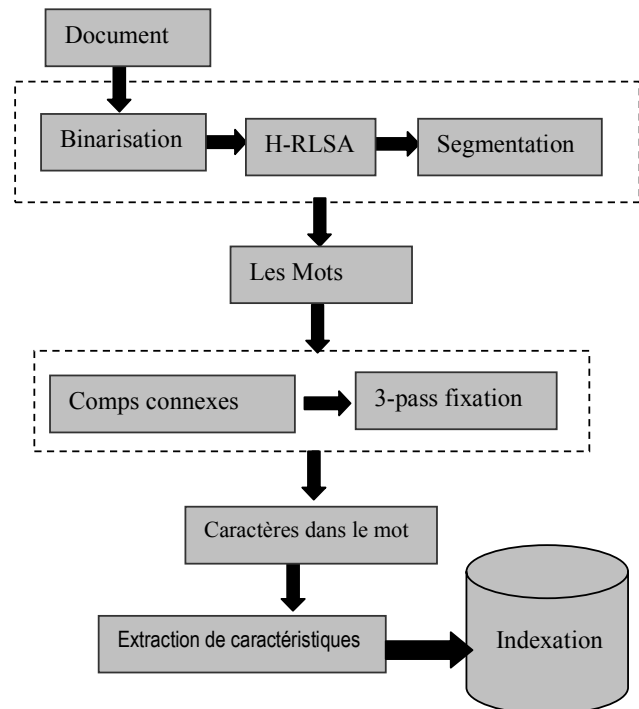 Document
Binarisation
H-RLSA
Segmentation
Les Mots
Comps connexes
3-pass fixation
Caractères dans le mot
Extraction de caractéristiques
Indexation